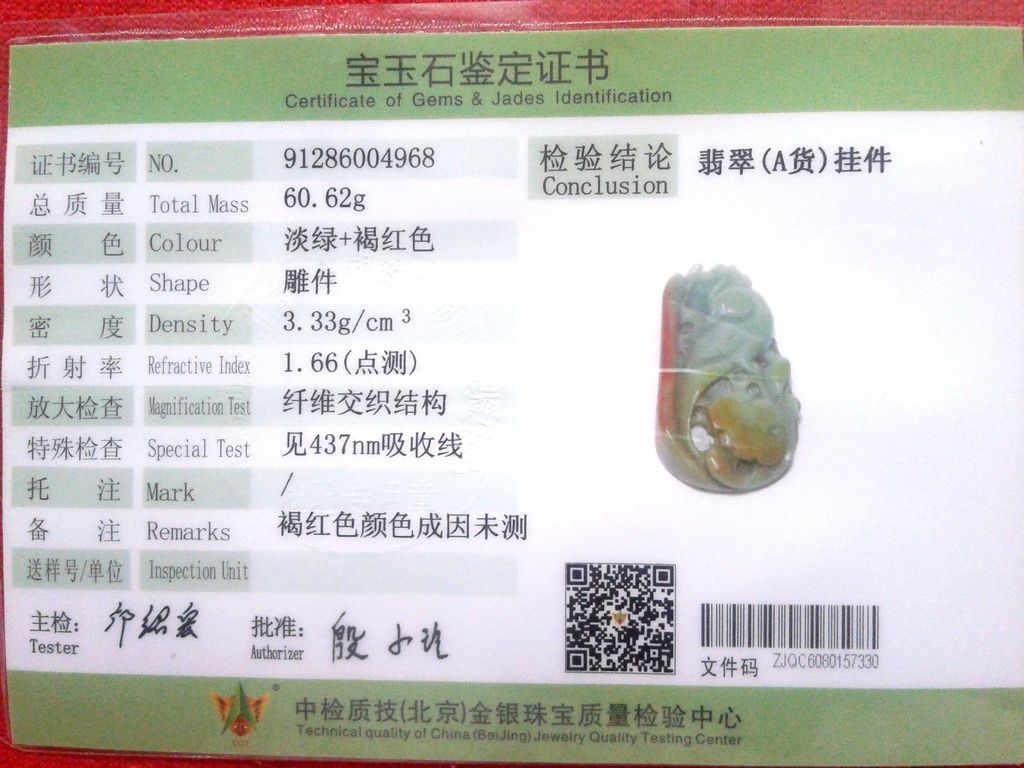 宝玉石鉴定证书
Certificate of Gems & Jades Identification
证书编号 NO. 91286004968
总质量 Total Mass 60.62g
颜色 Colour 淡绿+褐红色
形状 Shape 雕件
密度 Density 3.33g/cm³
折射率 Refractive Index 1.66(点测)
放大检查 Magnification Test 纤维交织结构
特殊检查 Special Test 见437nm吸收线
托注 Mark /
备注 Remarks 褐红色颜色成因未测
送样号/单位 Inspection Unit
检验结论 翡翠(A货)挂件
Conclusion
主检:
Tester
批准: 殷小玲
Authorizer
文件码 ZJQC6080157330
CQT
中检质技(北京)金银珠宝质量检验中心
Technical quality of China (BeiJing) Jewelry Quality Testing Center